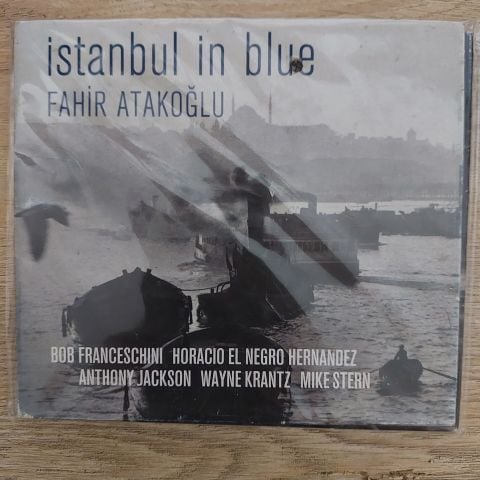 istanbul in blue
FAHİR ATAKOĞLU
BOB FRANCESCHINI HORACIO EL NEGRO HERNANDEZ
ANTHONY JACKSON WAYNE KRANTZ MIKE STERN